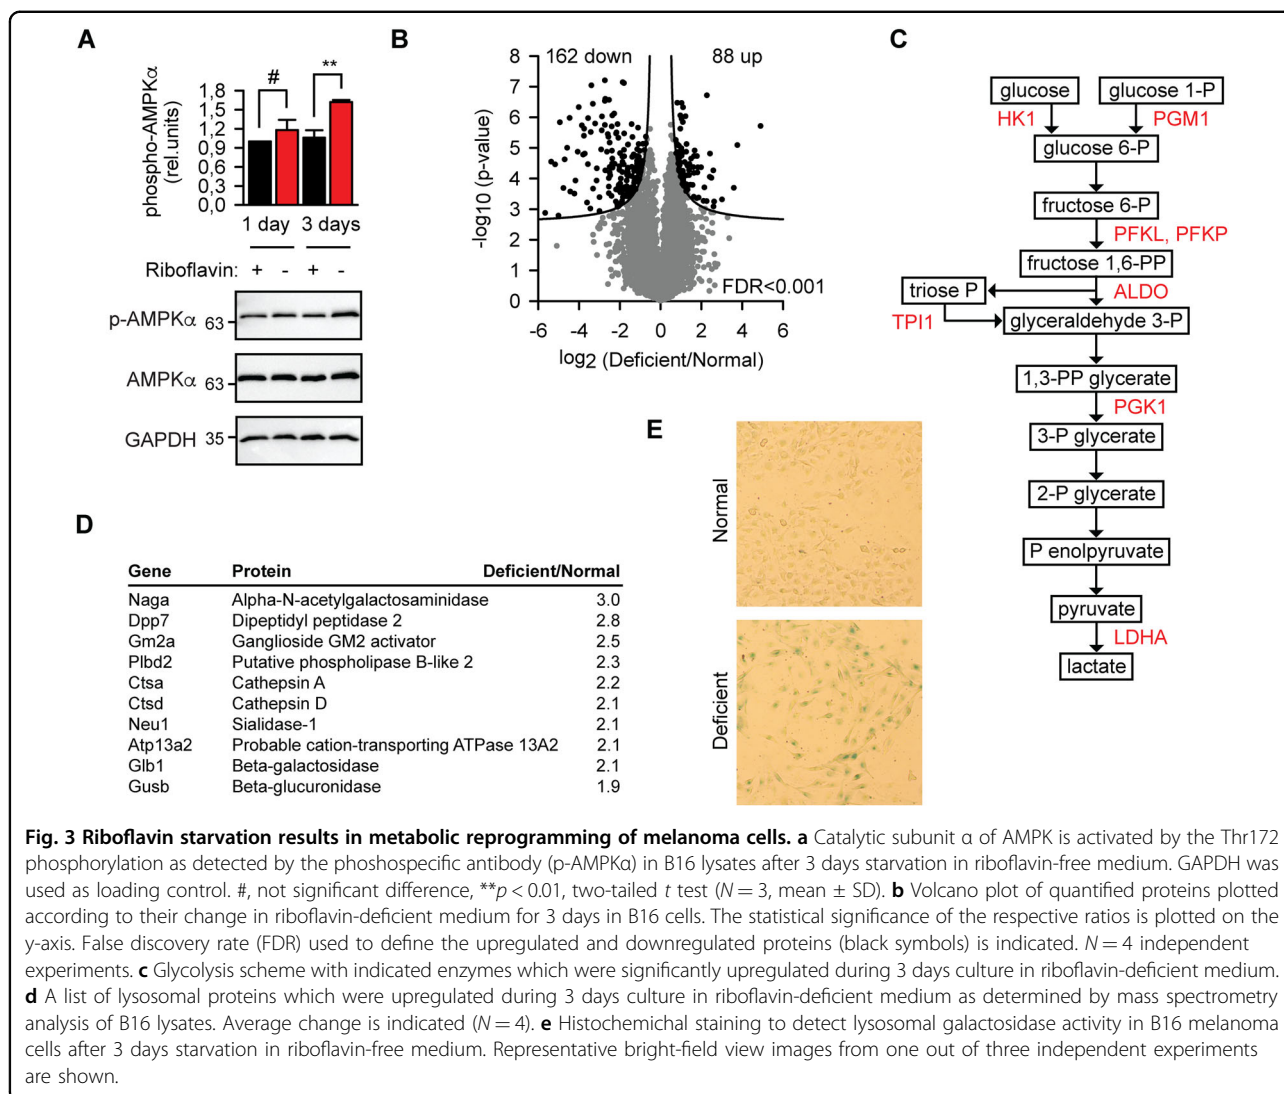 A
phospho-AMPKα
(rel.units)
1,8
1,5
1,2
0,9
0,6
0,3
0,0
#
**
1 day 3 days
Riboflavin: + - + -
p-AMPKα 63
AMPKα 63
GAPDH 35
B
162 down 88 up
-log10 (p-value)
8
7
6
5
4
3
2
1
0
FDR<0.001
-6 -4 -2 0 2 4 6
log2 (Deficient/Normal)
C
glucose glucose 1-P
HK1 PGM1
glucose 6-P
fructose 6-P
PFKL, PFKP
fructose 1,6-PP
triose P ALDO
TPI1 glyceraldehyde 3-P
1,3-PP glycerate
PGK1
3-P glycerate
2-P glycerate
P enolpyruvate
pyruvate
LDHA
lactate
D
Gene Protein Deficient/Normal
Naga Alpha-N-acetylgalactosaminidase 3.0
Dpp7 Dipeptidyl peptidase 2 2.8
Gm2a Ganglioside GM2 activator 2.5
Plbd2 Putative phospholipase B-like 2 2.3
Ctsa Cathepsin A 2.2
Ctsd Cathepsin D 2.1
Neu1 Sialidase-1 2.1
Atp13a2 Probable cation-transporting ATPase 13A2 2.1
Glb1 Beta-galactosidase 2.1
Gusb Beta-glucuronidase 1.9
E
Normal
Deficient
Fig. 3 Riboflavin starvation results in metabolic reprogramming of melanoma cells. a Catalytic subunit α of AMPK is activated by the Thr172
phosphorylation as detected by the phoshospecific antibody (p-AMPKα) in B16 lysates after 3 days starvation in riboflavin-free medium. GAPDH was
used as loading control. #, not significant difference, **p < 0.01, two-tailed t test (N = 3, mean ± SD). b Volcano plot of quantified proteins plotted
according to their change in riboflavin-deficient medium for 3 days in B16 cells. The statistical significance of the respective ratios is plotted on the
y-axis. False discovery rate (FDR) used to define the upregulated and downregulated proteins (black symbols) is indicated. N = 4 independent
experiments. c Glycolysis scheme with indicated enzymes which were significantly upregulated during 3 days culture in riboflavin-deficient medium.
d A list of lysosomal proteins which were upregulated during 3 days culture in riboflavin-deficient medium as determined by mass spectrometry
analysis of B16 lysates. Average change is indicated (N = 4). e Histochemichal staining to detect lysosomal galactosidase activity in B16 melanoma
cells after 3 days starvation in riboflavin-free medium. Representative bright-field view images from one out of three independent experiments
are shown.